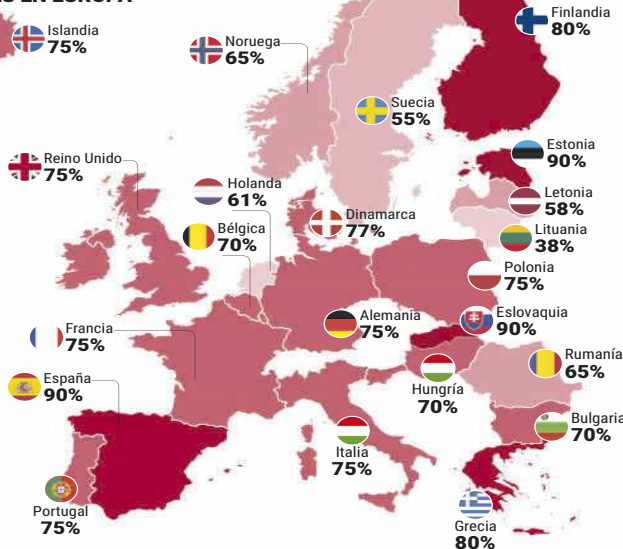 EN EUROPA
Islandia
75%
Noruega
65%
Finlandia
80%
Suecia
55%
Reino Unido
75%
Holanda
61%
Bélgica
70%
Dinamarca
77%
Estonia
90%
Letonia
58%
Lituania
38%
Polonia
75%
Francia
75%
Alemania
75%
Eslovaquia
90%
España
90%
Rumanía
65%
Hungría
70%
Bulgaria
70%
Italia
75%
Portugal
75%
Grecia
80%